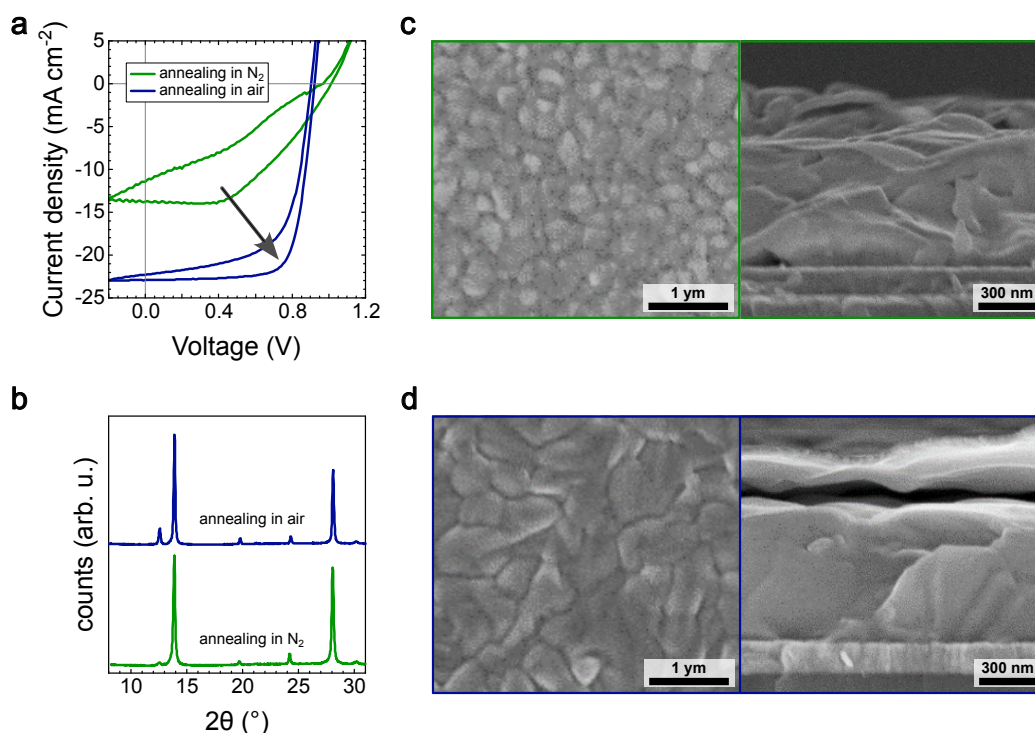 a
5
0
-5
-10
-15
-20
-25
Current density (mA cm-2)
annealing in N2
annealing in air
0.0 0.4 0.8 1.2
Voltage (V)
c
1 ym
300 nm
b
counts (arb. u.)
annealing in air
annealing in N2
10 15 20 25 30
2θ (°)
d
1 ym
300 nm